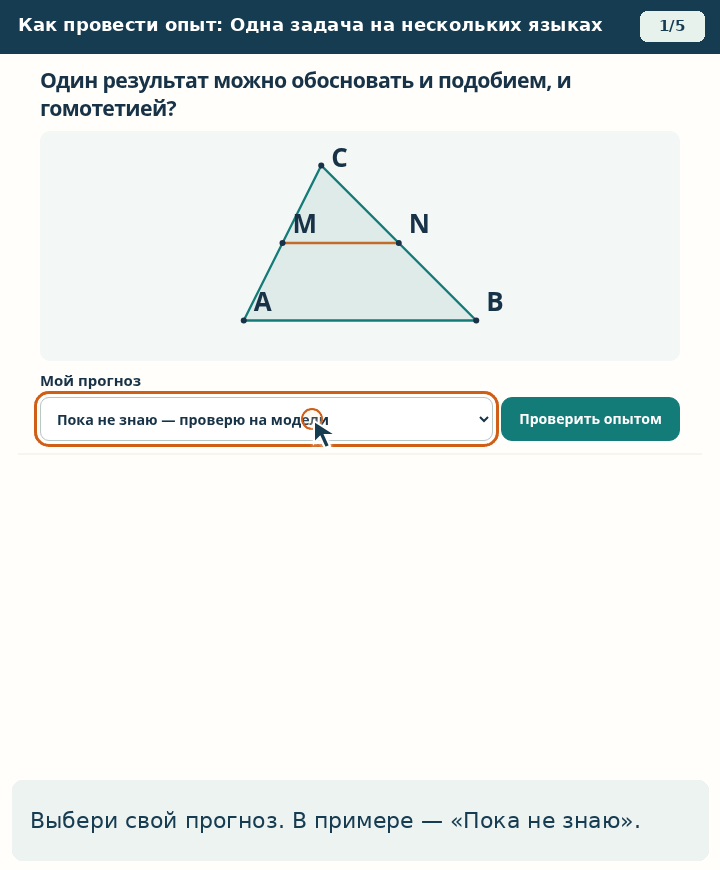 Как провести опыт: Одна задача на нескольких языках
1/5
Один результат можно обосновать и подобием, и
гомотетией?
C
M
N
A
B
Мой прогноз
Пока не знаю — проверю на модели
Проверить опытом
Выбери свой прогноз. В примере — «Пока не знаю».